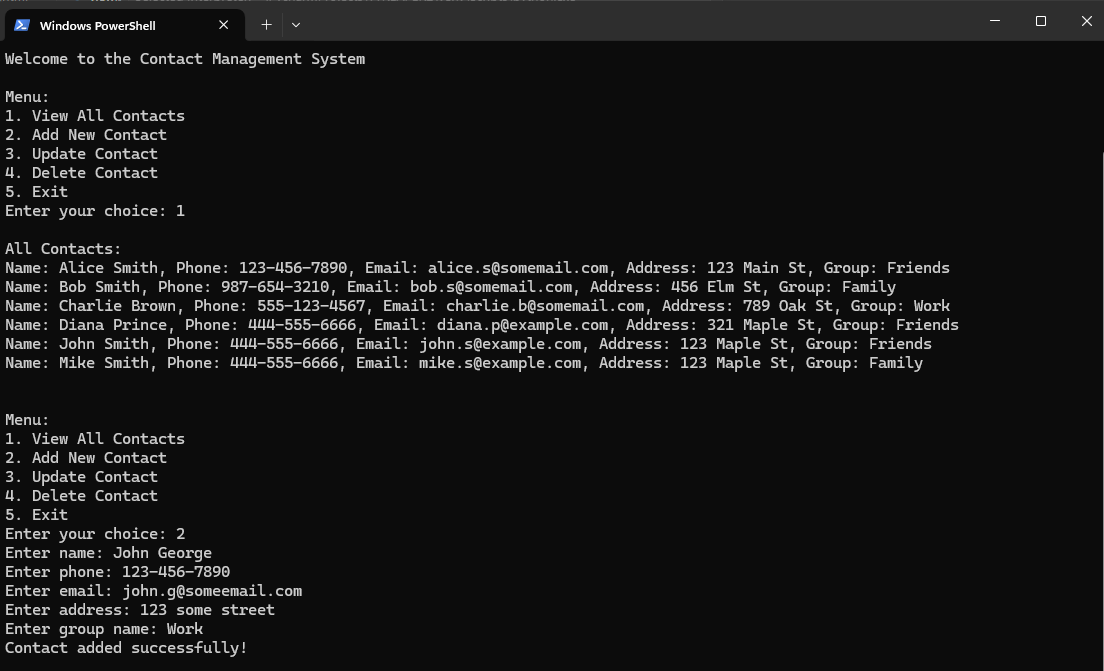 Windows PowerShell
Welcome to the Contact Management System
Menu:
1. View All Contacts
2. Add New Contact
3. Update Contact
4. Delete Contact
5. Exit
Enter your choice: 1
All Contacts:
Name: Alice Smith, Phone: 123-456-7890, Email: alice.s@somemail.com, Address: 123 Main St, Group: Friends
Name: Bob Smith, Phone: 987-654-3210, Email: bob.s@somemail.com, Address: 456 Elm St, Group: Family
Name: Charlie Brown, Phone: 555-123-4567, Email: charlie.b@somemail.com, Address: 789 Oak St, Group: Work
Name: Diana Prince, Phone: 444-555-6666, Email: diana.p@example.com, Address: 321 Maple St, Group: Friends
Name: John Smith, Phone: 444-555-6666, Email: john.s@example.com, Address: 123 Maple St, Group: Friends
Name: Mike Smith, Phone: 444-555-6666, Email: mike.s@example.com, Address: 123 Maple St, Group: Family
Menu:
1. View All Contacts
2. Add New Contact
3. Update Contact
4. Delete Contact
5. Exit
Enter your choice: 2
Enter name: John George
Enter phone: 123-456-7890
Enter email: john.g@someemail.com
Enter address: 123 some street
Enter group name: Work
Contact added successfully!